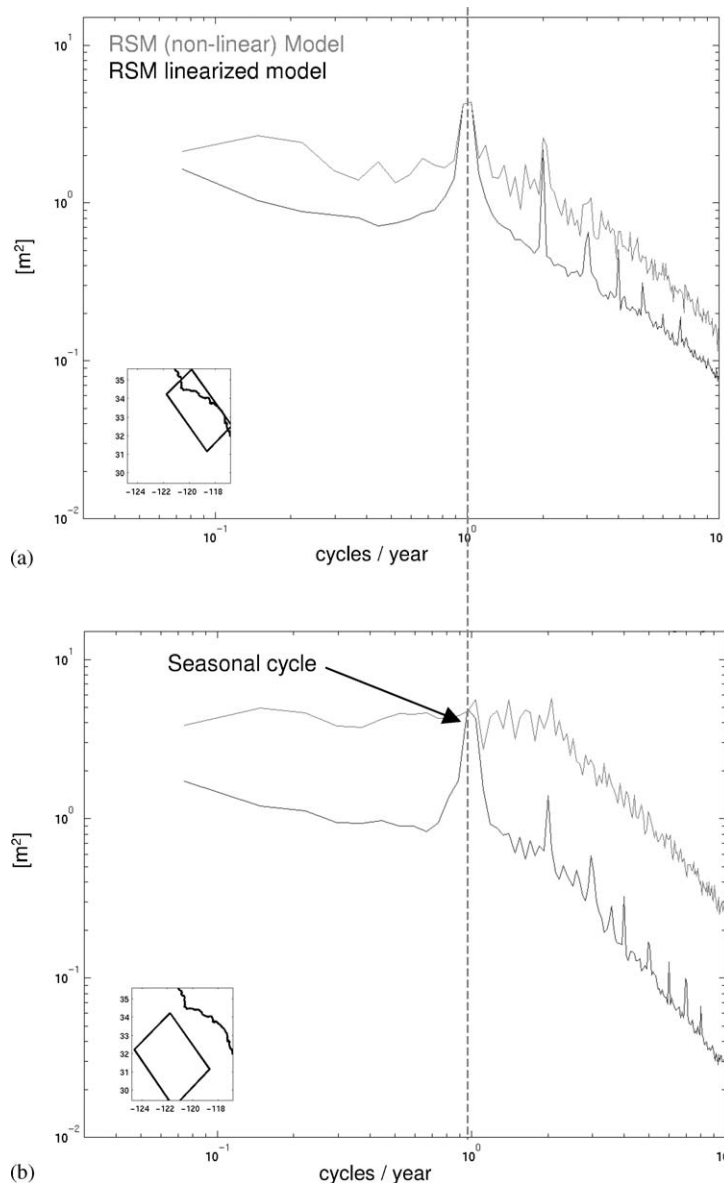 10¹
RSM (non-linear) Model
RSM linearized model
10⁰
[m²]
10⁻¹
35
34
33
32
31
30
-124 -122 -120 -118
10⁻²
10⁻¹ 10⁰ 10
(a) cycles / year
10¹
Seasonal cycle
10⁰
[m²]
10⁻¹
35
34
33
32
31
30
-124 -122 -120 -118
10⁻²
10⁻¹ 10⁰ 10
(b) cycles / year